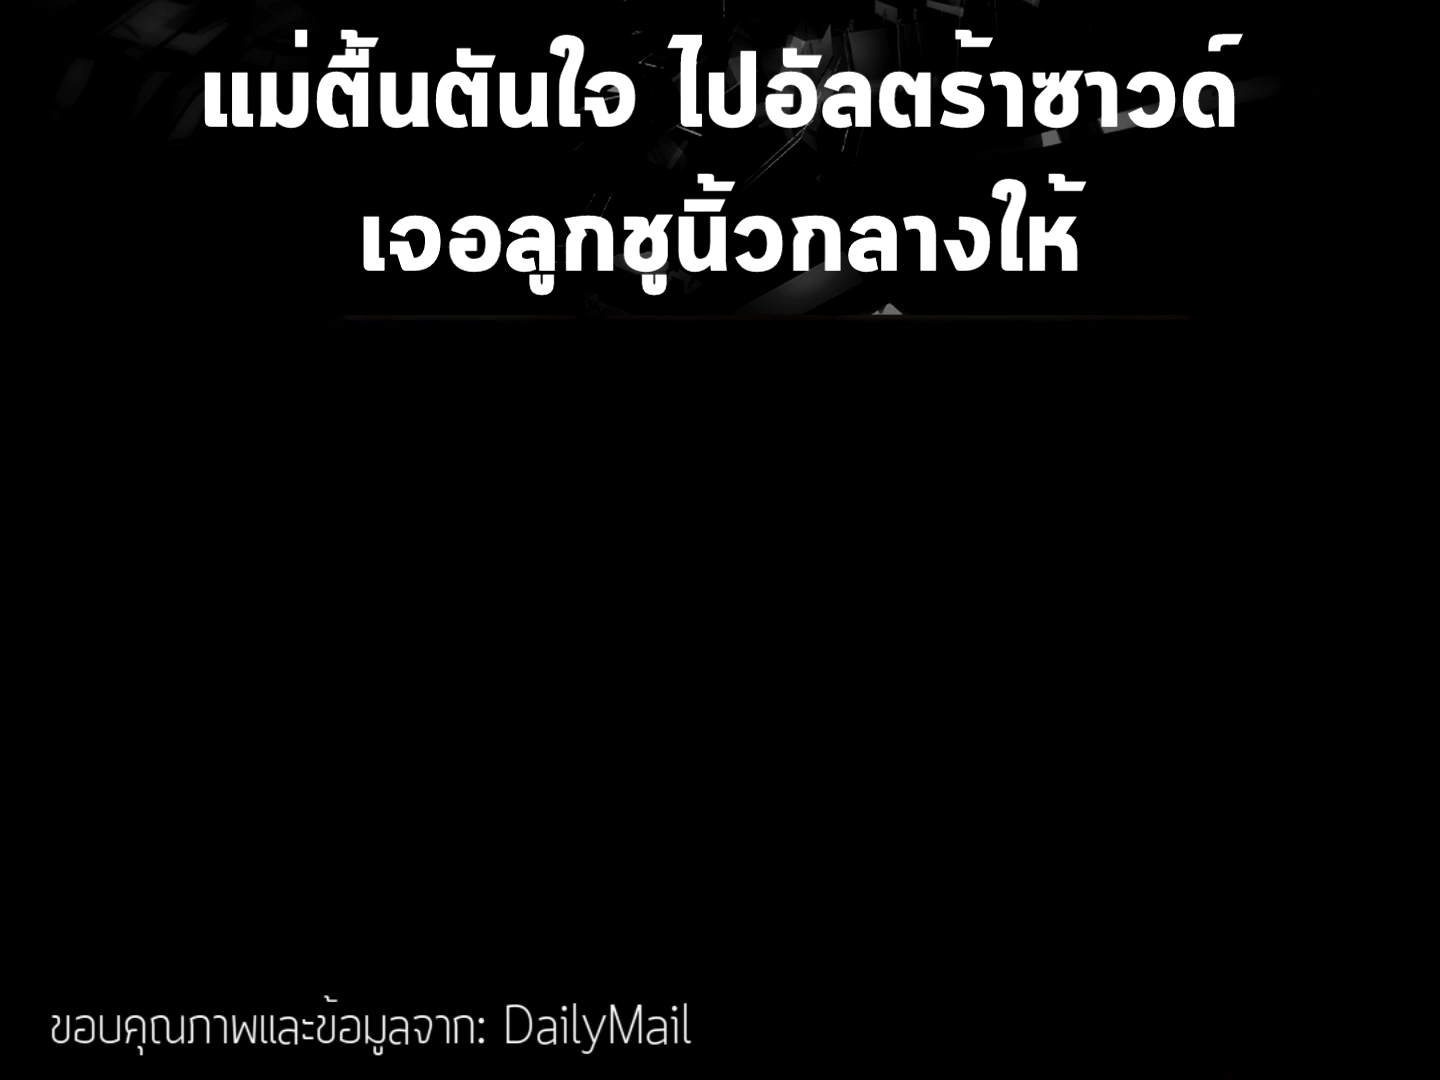 แม่ตื้นตันใจ ไปอัลตร้าซาวด์
เจอลูกชูนิ้วกลางให้
ขอบคุณภาพและข้อมูลจาก: DailyMail